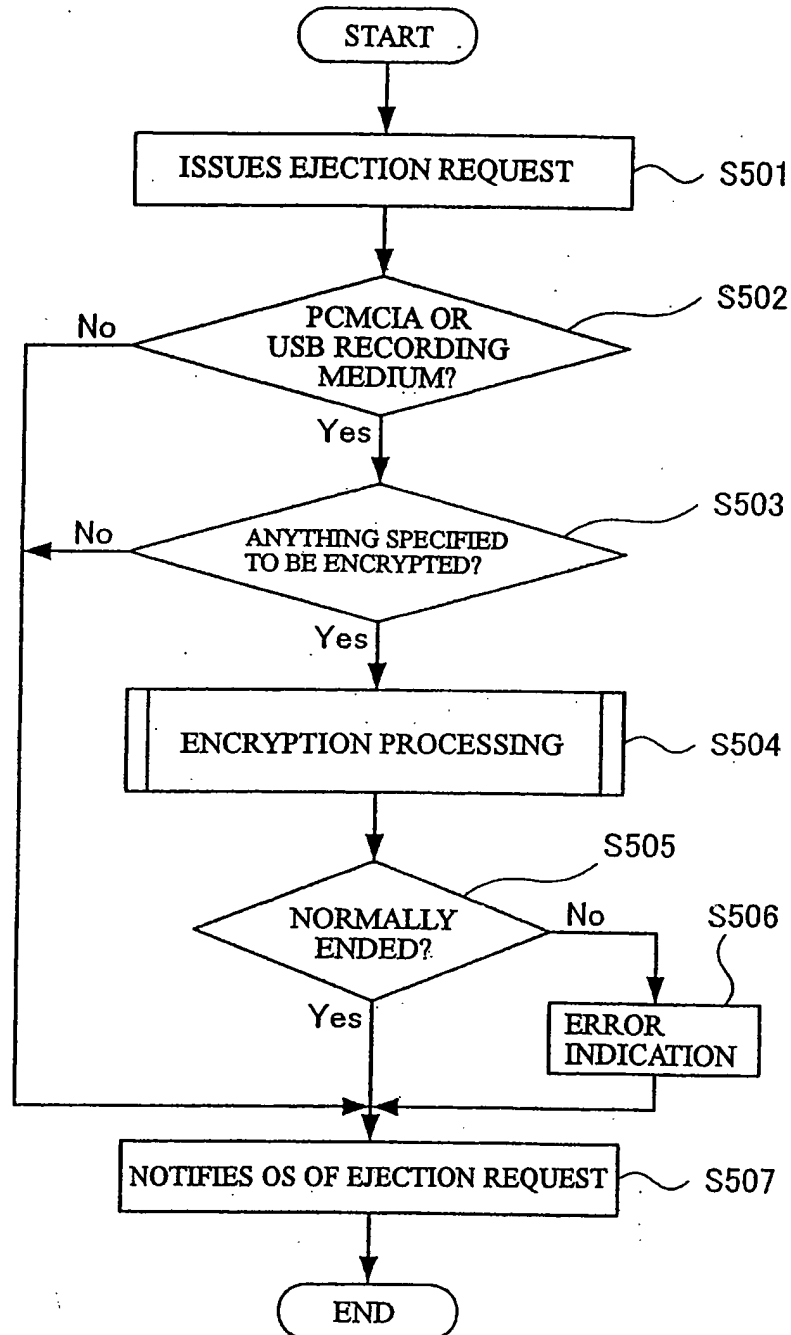 START
ISSUES EJECTION REQUEST
S501
PCMCIA OR
USB RECORDING
MEDIUM?
S502
No
Yes
ANYTHING SPECIFIED
TO BE ENCRYPTED?
S503
No
Yes
ENCRYPTION PROCESSING
S504
NORMALLY
ENDED?
S505
No
Yes
ERROR
INDICATION
S506
NOTIFIES OS OF EJECTION REQUEST
S507
END